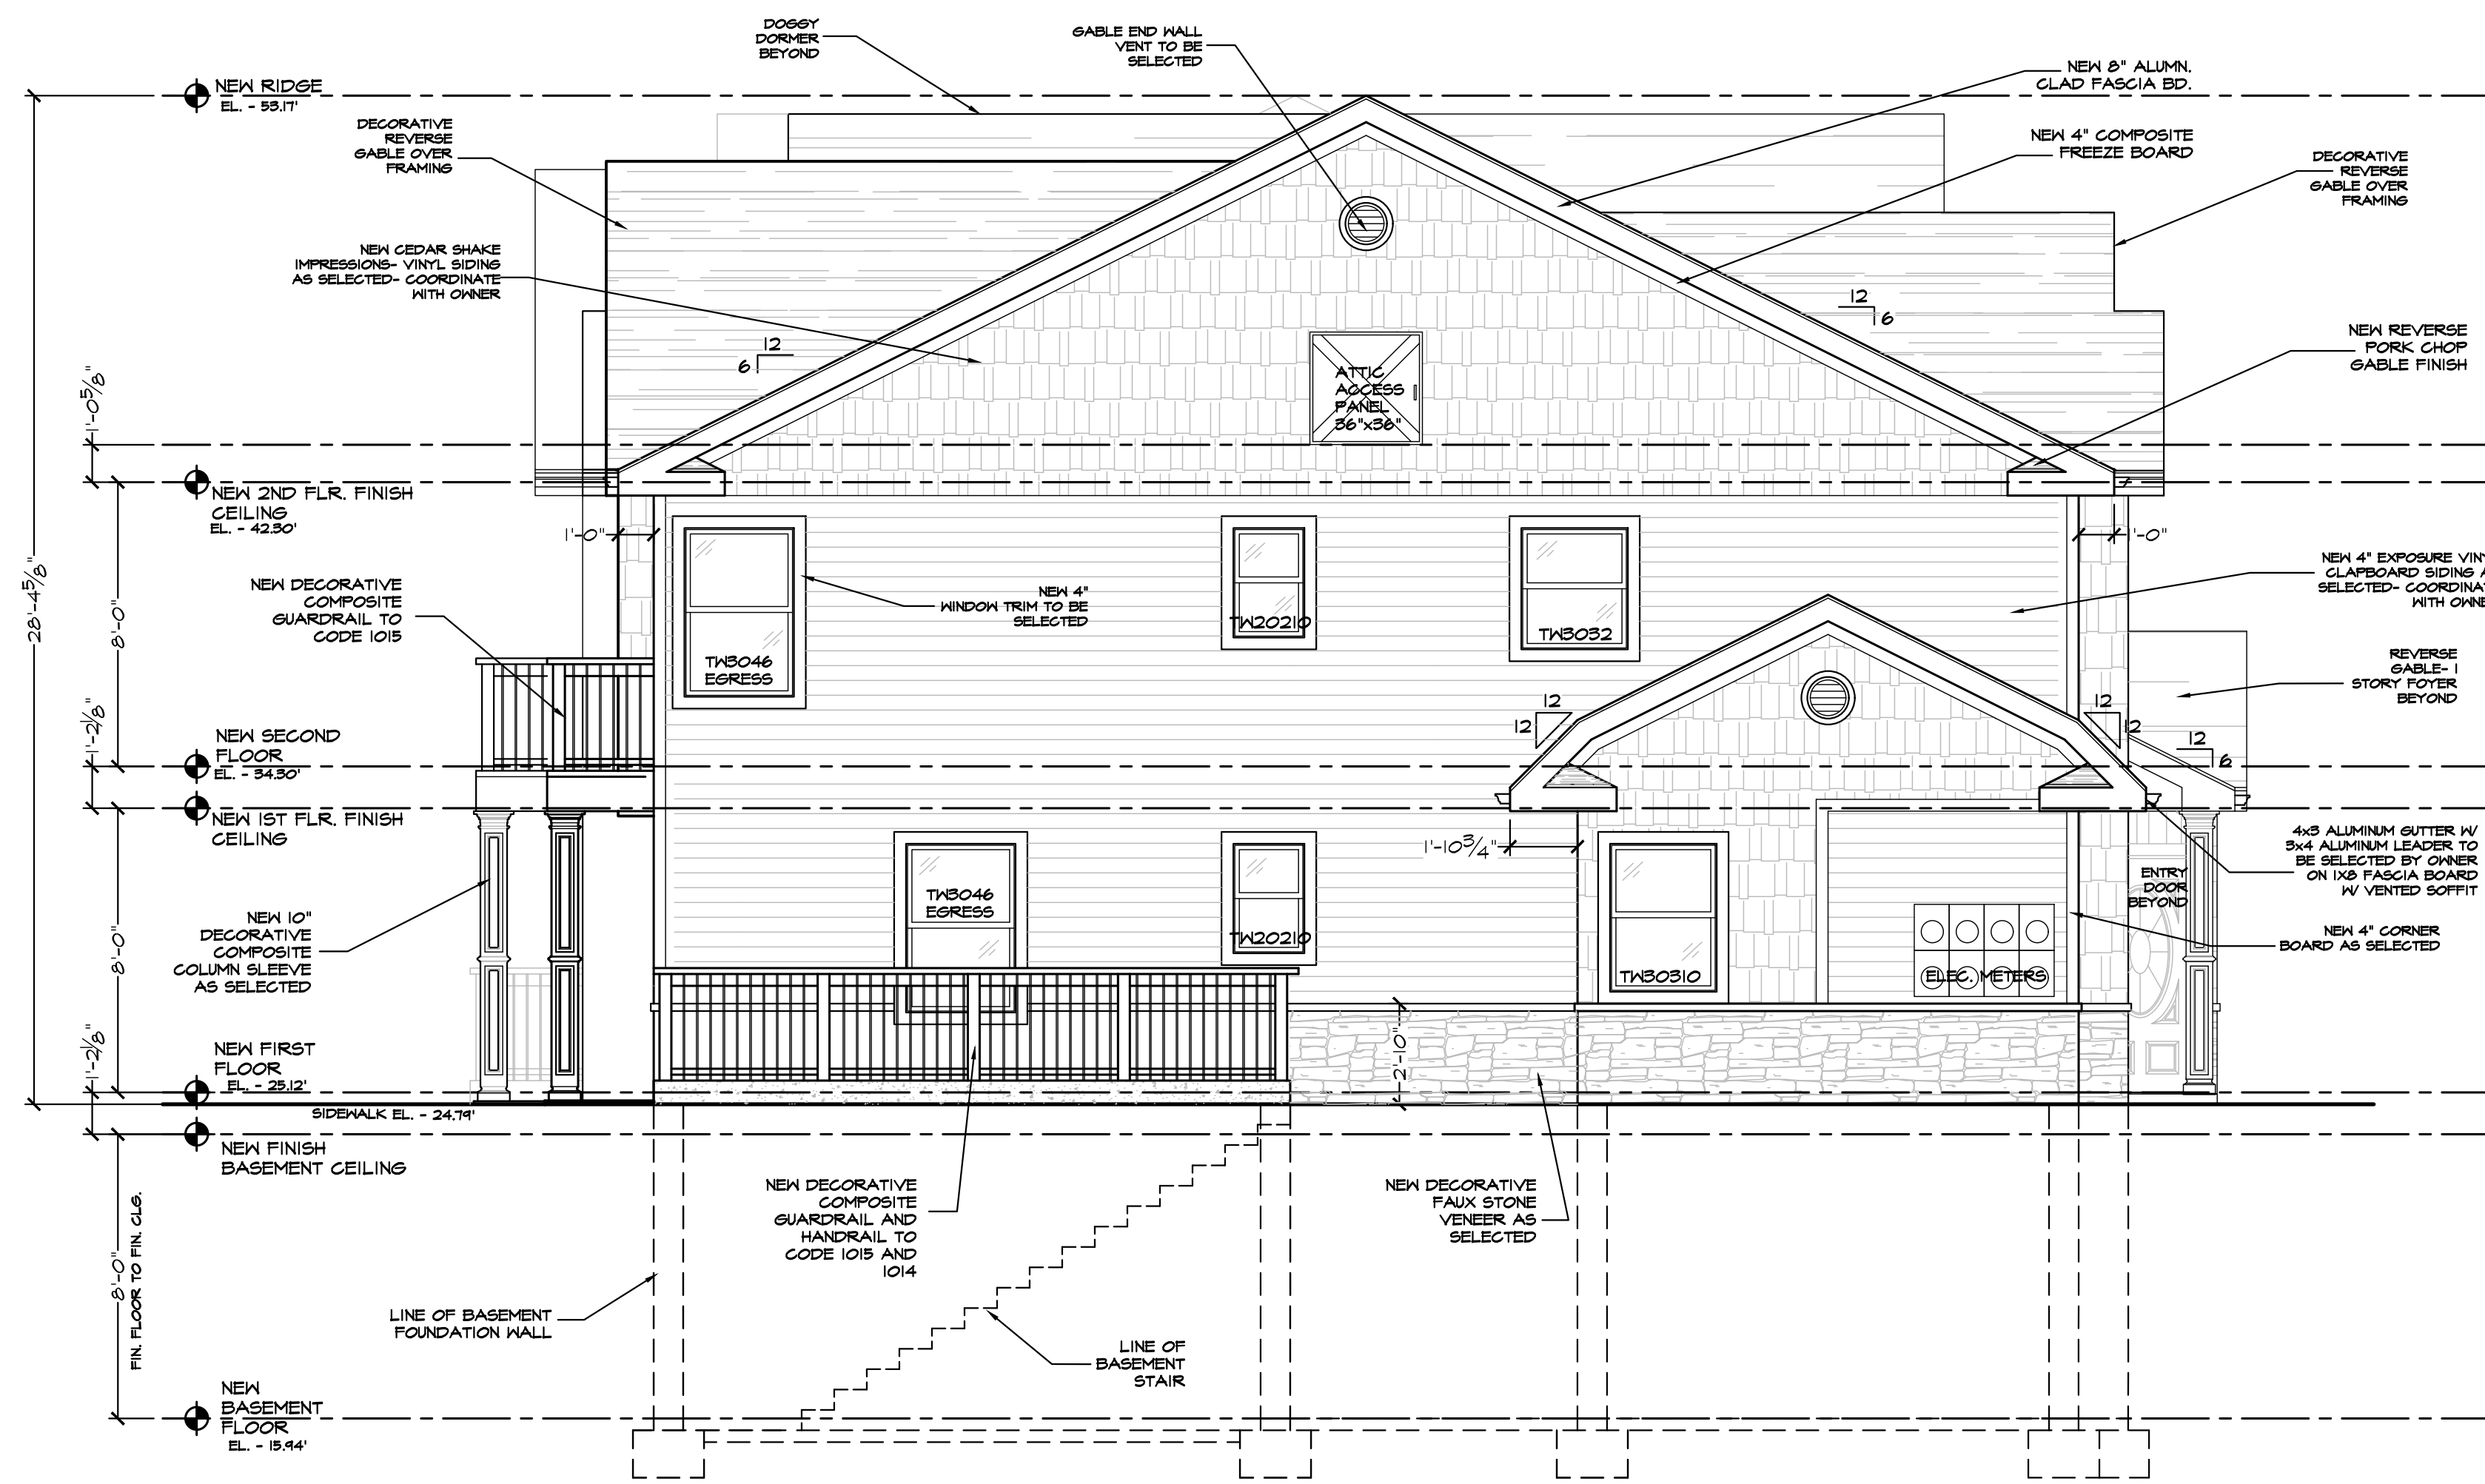 DOGGY
DORMER
BEYOND
GABLE END WALL
VENT TO BE
SELECTED
NEW 8" ALUMN.
CLAD FASCIA BD.
NEW RIDGE
EL. - 53.17'
DECORATIVE
REVERSE
GABLE OVER
FRAMING
NEW 4" COMPOSITE
FREEZE BOARD
DECORATIVE
REVERSE
GABLE OVER
FRAMING
NEW CEDAR SHAKE
IMPRESSIONS- VINYL SIDING
AS SELECTED- COORDINATE
WITH OWNER
12
6
12
6
NEW REVERSE
PORK CHOP
GABLE FINISH
ATTIC
ACCESS
PANEL
36"x36"
1'-0 5/8"
NEW 2ND FLR. FINISH
CEILING
EL. - 42.30'
1'-0"
1'-0"
28'-4 5/8"
8'-0"
NEW DECORATIVE
COMPOSITE
GUARDRAIL TO
CODE 1015
NEW 4"
WINDOW TRIM TO BE
SELECTED
TW3046
EGRESS
TW20210
TW3032
NEW 4" EXPOSURE VINY
CLAPBOARD SIDING A
SELECTED- COORDINAT
WITH OWNE
REVERSE
GABLE- 1
STORY FOYER
BEYOND
12
12
12
12
12
6
1'-2 1/8"
NEW SECOND
FLOOR
EL. - 34.30'
NEW 1ST FLR. FINISH
CEILING
1'-10 3/4"
4x3 ALUMINUM GUTTER W/
3x4 ALUMINUM LEADER TO
BE SELECTED BY OWNER
ON 1X8 FASCIA BOARD
W/ VENTED SOFFIT
ENTRY
DOOR
BEYOND
TW3046
EGRESS
TW20210
TW30310
ELEC. METERS
NEW 4" CORNER
BOARD AS SELECTED
8'-0"
NEW 10"
DECORATIVE
COMPOSITE
COLUMN SLEEVE
AS SELECTED
1'-2 1/8"
NEW FIRST
FLOOR
EL. - 25.12'
2'-10"
SIDEWALK EL. - 24.79'
NEW FINISH
BASEMENT CEILING
8'-0"
FIN. FLOOR TO FIN. CLG.
NEW DECORATIVE
COMPOSITE
GUARDRAIL AND
HANDRAIL TO
CODE 1015 AND
1014
NEW DECORATIVE
FAUX STONE
VENEER AS
SELECTED
LINE OF BASEMENT
FOUNDATION WALL
LINE OF
BASEMENT
STAIR
NEW
BASEMENT
FLOOR
EL. - 15.94'